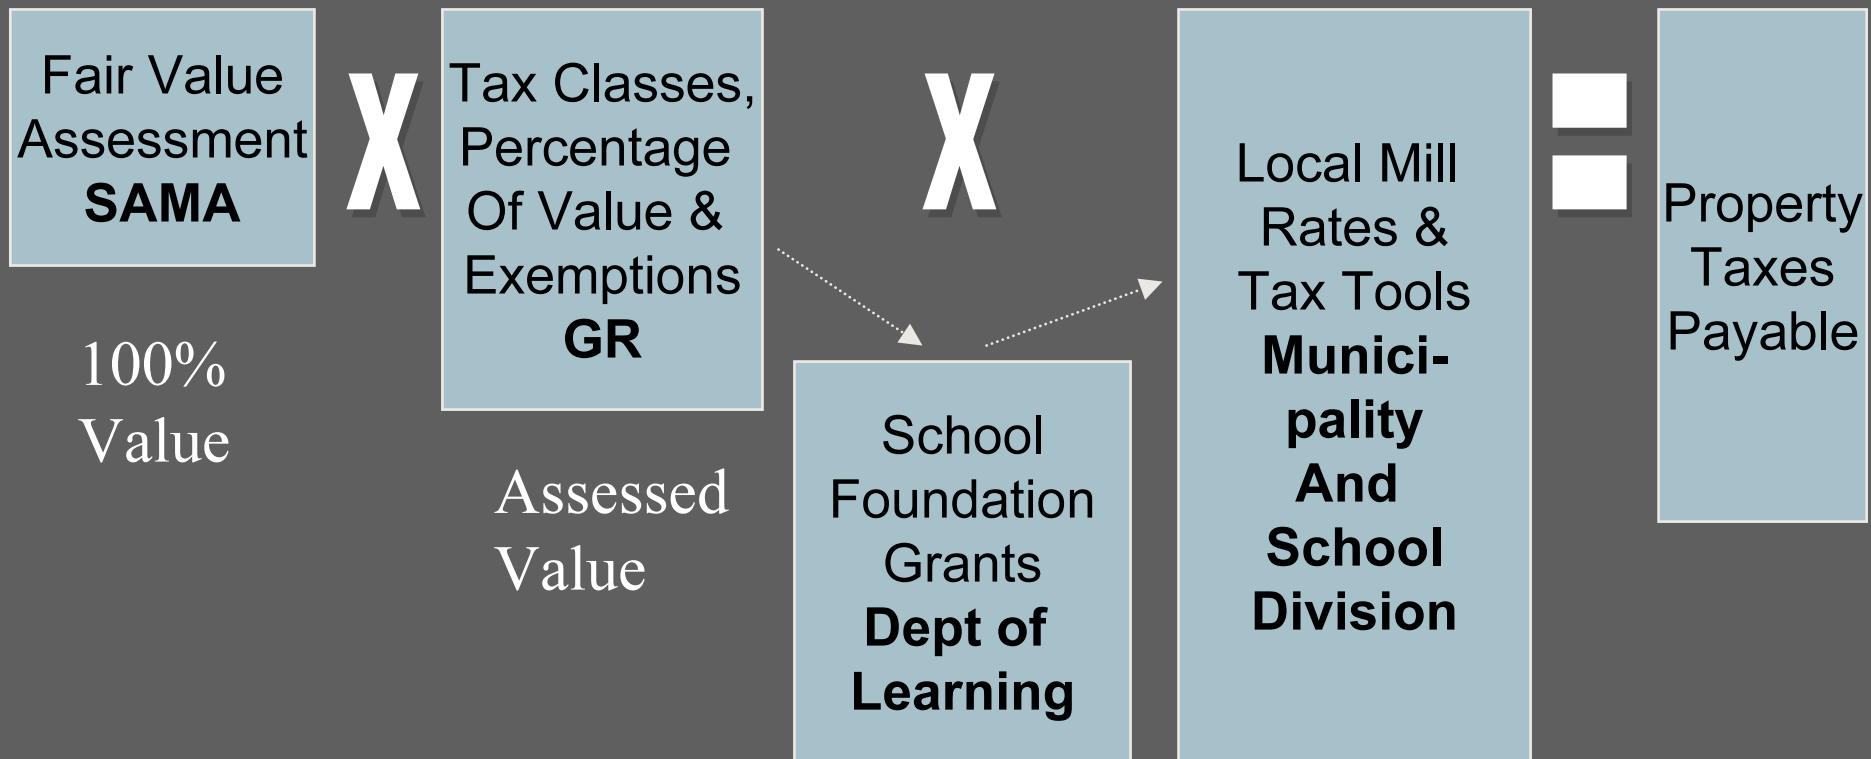 Fair Value
Assessment
SAMA
100%
Value
X
Tax Classes,
Percentage
Of Value &
Exemptions
GR
Assessed
Value
X
School
Foundation
Grants
Dept of
Learning
Local Mill
Rates &
Tax Tools
Munici-
pality
And
School
Division
=
Property
Taxes
Payable